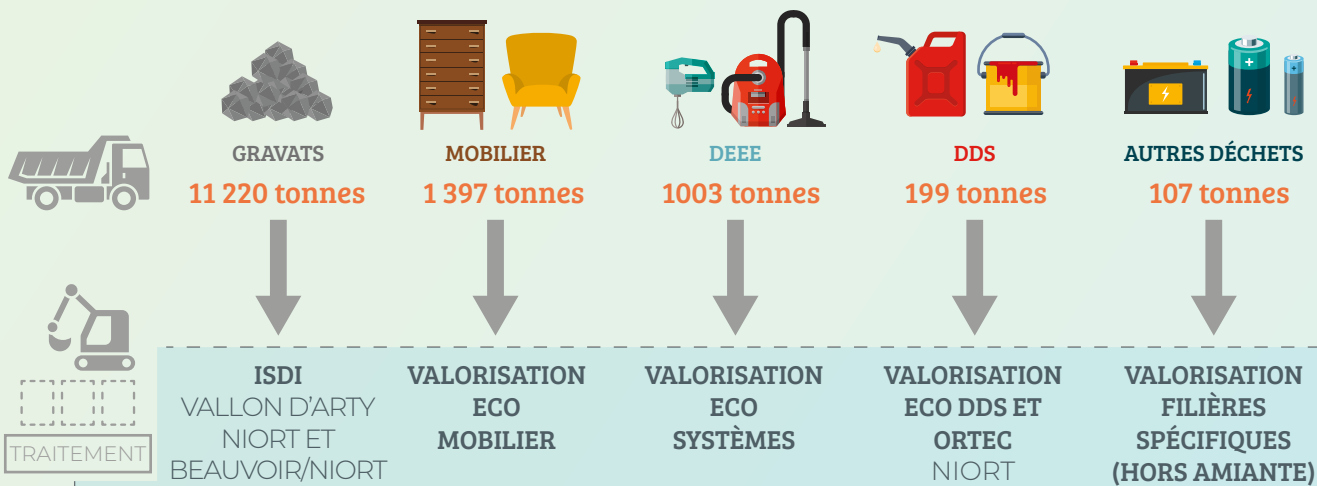 GRAVATS
11 220 tonnes
MOBILIER
1 397 tonnes
DEEE
1003 tonnes
DDS
199 tonnes
AUTRES DÉCHETS
107 tonnes
TRAITEMENT
ISDI
VALLON D'ARTY
NIORT ET
BEAUVOIR/NIORT
VALORISATION
ECO
MOBILIER
VALORISATION
ECO
SYSTÈMES
VALORISATION
ECO DDS ET
ORTEC
NIORT
VALORISATION
FILIÈRES
SPÉCIFIQUES
(HORS AMIANTE)